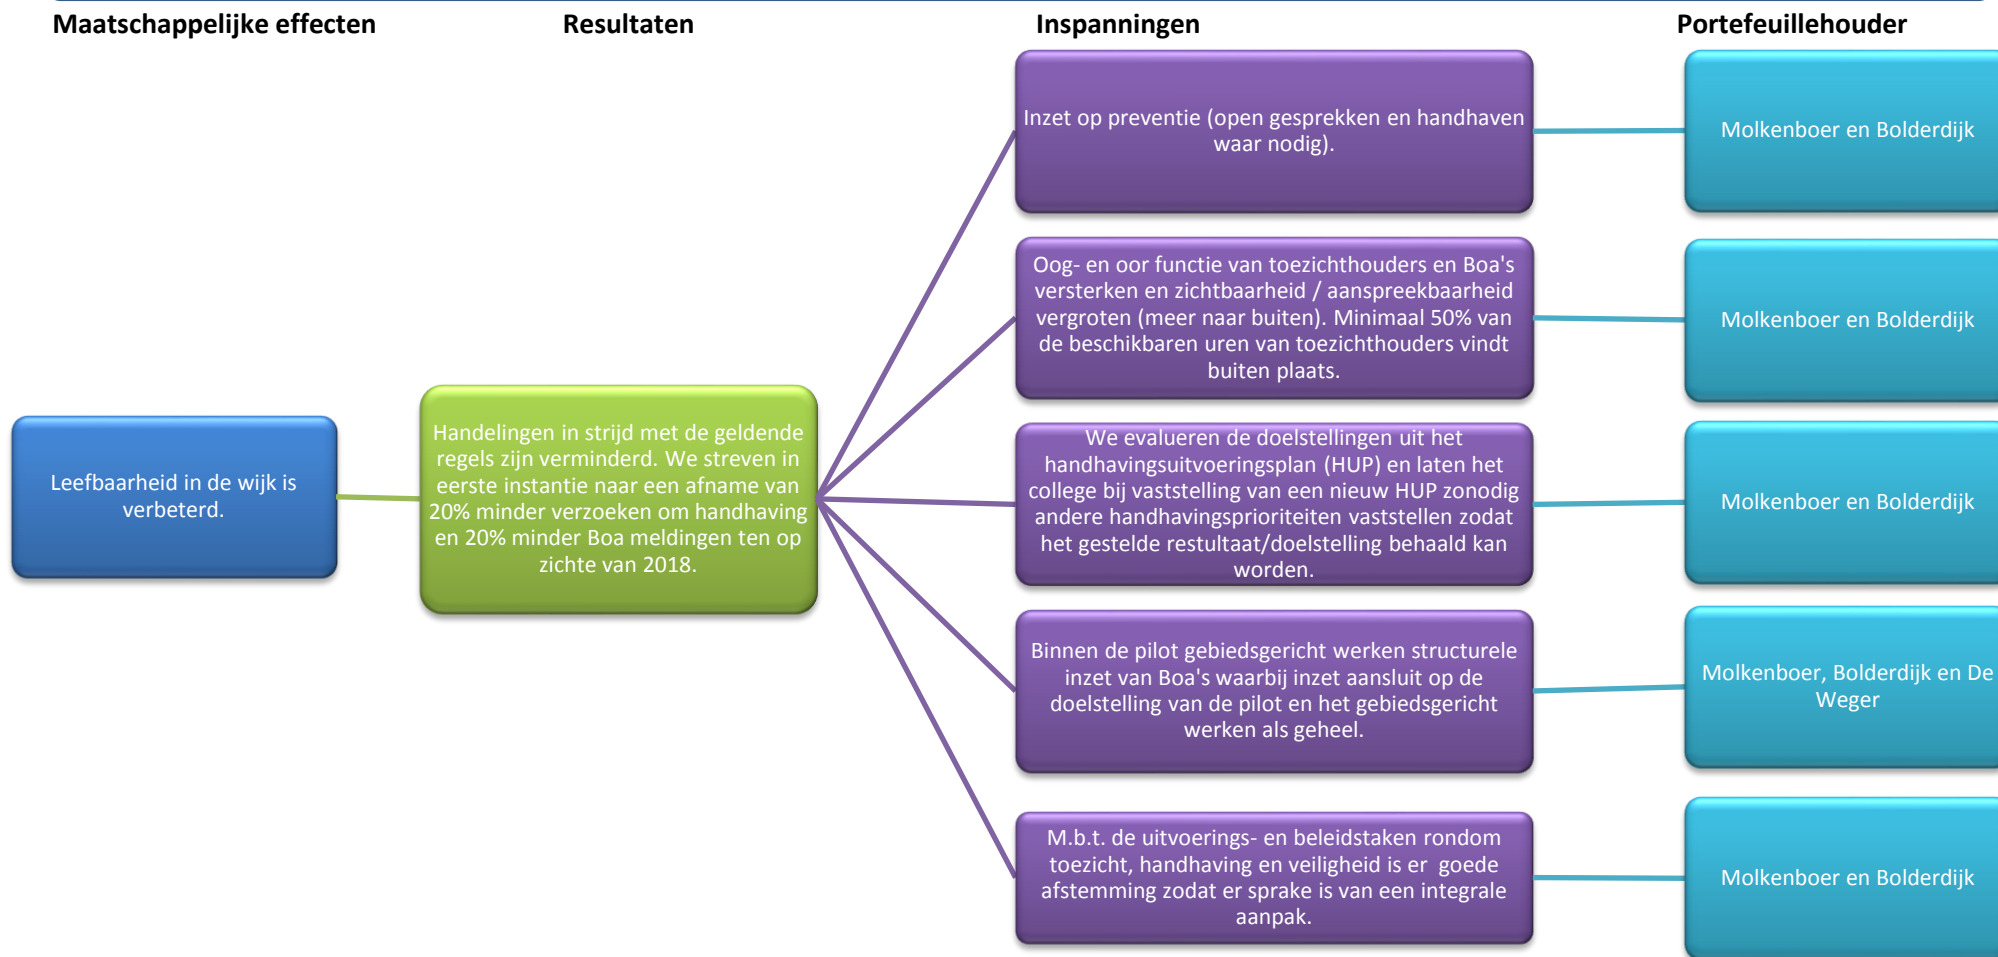 Maatschappelijke effecten
Resultaten
Inspanningen
Portefeuillehouder
Leefbaarheid in de wijk is
verbeterd.
Handelingen in strijd met de geldende
regels zijn verminderd. We streven in
eerste instantie naar een afname van
20% minder verzoeken om handhaving
en 20% minder Boa meldingen ten op
zichte van 2018.
Inzet op preventie (open gesprekken en handhaven
waar nodig).
Molkenboer en Bolderdijk
Oog- en oor functie van toezichthouders en Boa's
versterken en zichtbaarheid / aanspreekbaarheid
vergroten (meer naar buiten). Minimaal 50% van
de beschikbaren uren van toezichthouders vindt
buiten plaats.
Molkenboer en Bolderdijk
We evalueren de doelstellingen uit het
handhavingsuitvoeringsplan (HUP) en laten het
college bij vaststelling van een nieuw HUP zonodig
andere handhavingsprioriteiten vaststellen zodat
het gestelde restultaat/doelstelling behaald kan
worden.
Molkenboer en Bolderdijk
Binnen de pilot gebiedsgericht werken structurele
inzet van Boa's waarbij inzet aansluit op de
doelstelling van de pilot en het gebiedsgericht
werken als geheel.
Molkenboer, Bolderdijk en De
Weger
M.b.t. de uitvoerings- en beleidstaken rondom
toezicht, handhaving en veiligheid is er  goede
afstemming zodat er sprake is van een integrale
aanpak.
Molkenboer en Bolderdijk